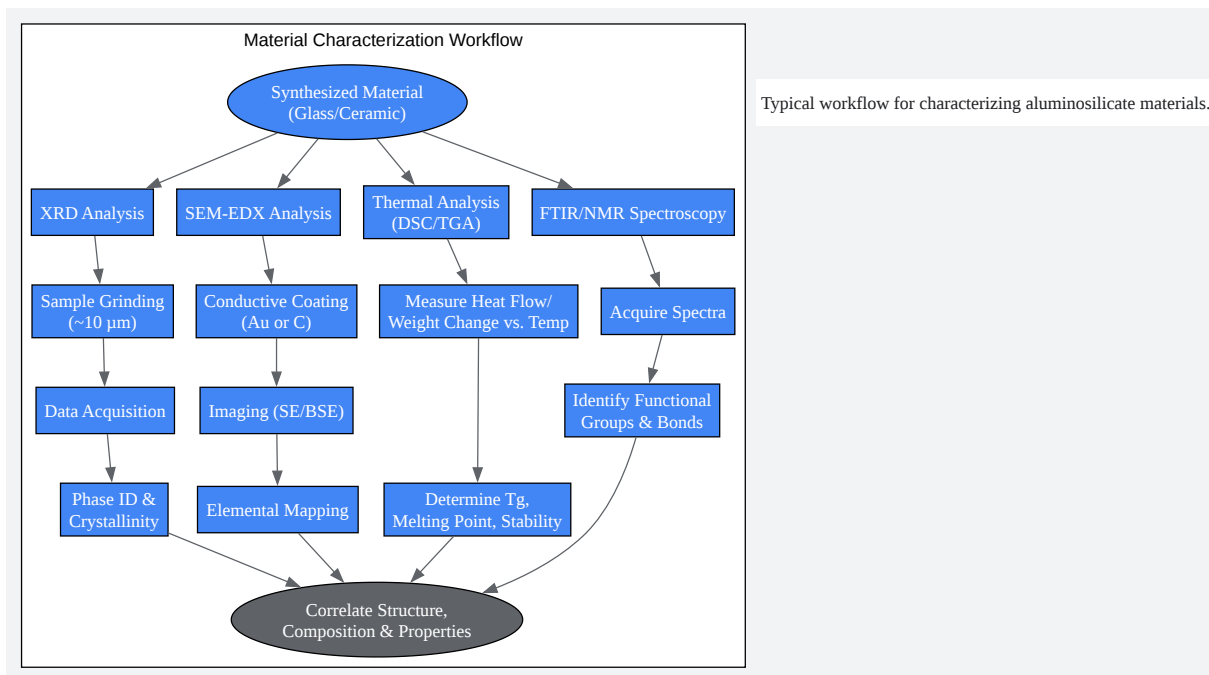 Material Characterization Workflow
Synthesized Material
(Glass/Ceramic)
Typical workflow for characterizing aluminosilicate materials.
XRD Analysis
SEM-EDX Analysis
Thermal Analysis
(DSC/TGA)
FTIR/NMR Spectroscopy
Sample Grinding
(~10 µm)
Conductive Coating
(Au or C)
Measure Heat Flow/
Weight Change vs. Temp
Acquire Spectra
Data Acquisition
Imaging (SE/BSE)
Identify Functional
Groups & Bonds
Phase ID &
Crystallinity
Elemental Mapping
Determine Tg,
Melting Point, Stability
Correlate Structure,
Composition & Properties